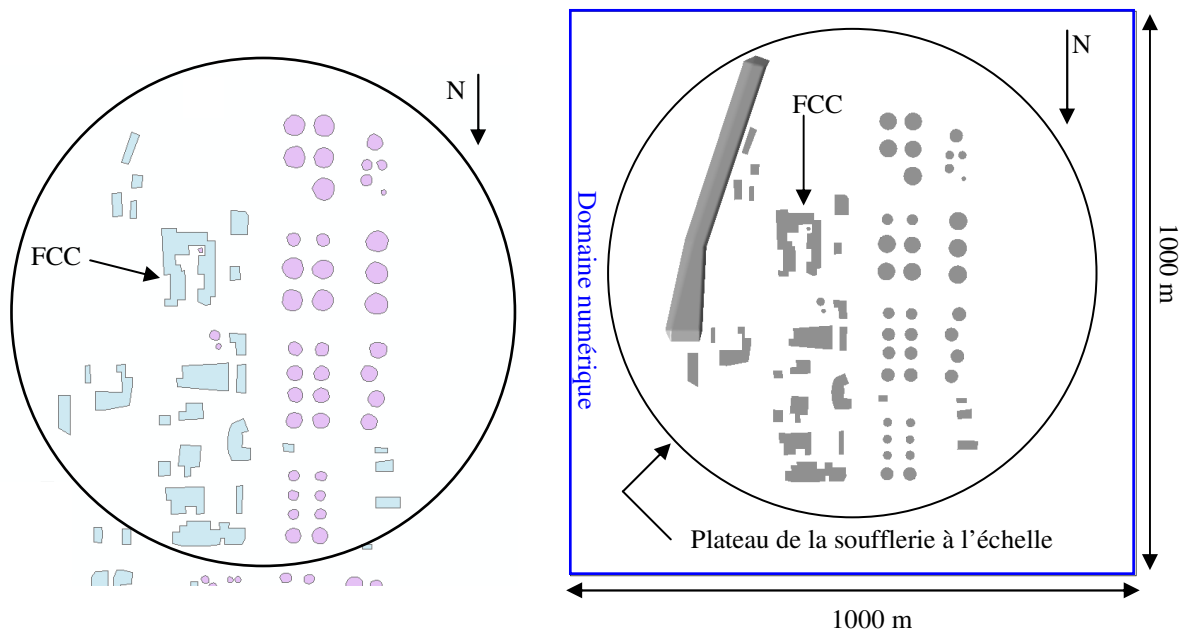 N
FCC
N
FCC
Domaine numérique
1000 m
Plateau de la soufflerie à l’échelle
1000 m